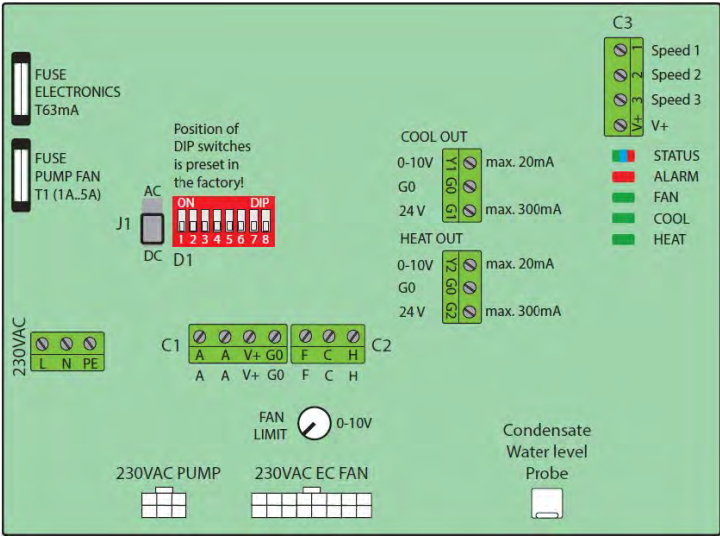 C3
1 Speed 1
2 Speed 2
3 Speed 3
V+ V+
FUSE
ELECTRONICS
T63mA
FUSE
PUMP FAN
T1 (1A..5A)
Position of
DIP switches
is preset in
the factory!
AC
J1
DC
ON DIP
1 2 3 4 5 6 7 8
D1
COOL OUT
0-10V Y1 max. 20mA
G0 G0
24 V G1 max. 300mA
HEAT OUT
0-10V Y2 max. 20mA
G0 G0
24 V G2 max. 300mA
STATUS
ALARM
FAN
COOL
HEAT
230VAC
L N PE
C1
A A V+ G0 F C H
C2
A A V+ G0 F C H
FAN
LIMIT
0-10V
230VAC PUMP
230VAC EC FAN
Condensate
Water level
Probe